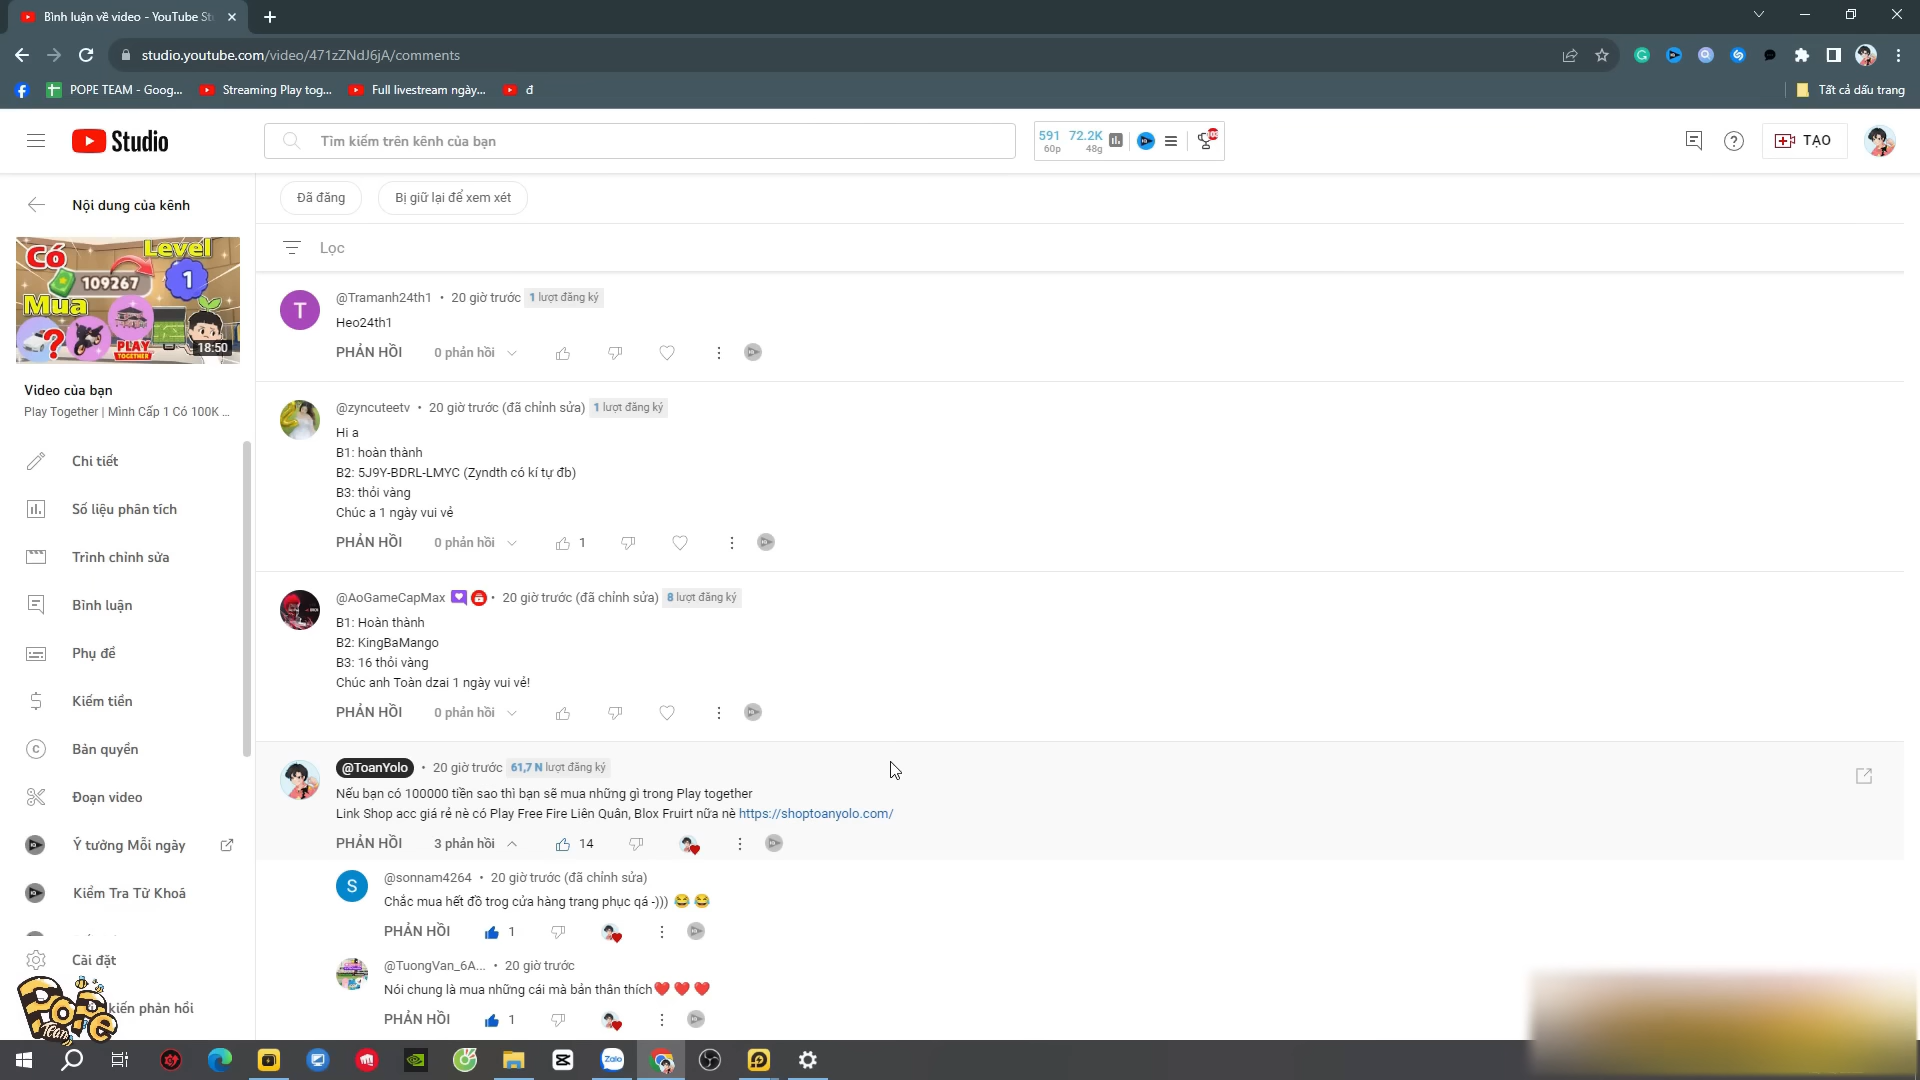 Bình luận về video - YouTube St
studio.youtube.com/video/471zZNdJ6jA/comments
POPE TEAM - Goog...
Streaming Play tog...
Full livestream ngày...
đ
Tất cả dấu trang
Studio
Tìm kiếm trên kênh của bạn
591 72.2K
60p 48g
TẠO
Nội dung của kênh
Đã đăng
Bị giữ lại để xem xét
Lọc
Có
Level
109267
1
Mua
?
PLAY
TOGETHER
18:50
Video của bạn
Play Together | Mình Cấp 1 Có 100K ...
Chi tiết
Số liệu phân tích
Trình chỉnh sửa
Bình luận
Phụ đề
Kiếm tiền
Bản quyền
Đoạn video
Ý tưởng Mỗi ngày
Kiểm Tra Từ Khoá
Cài đặt
kiến phản hồi
PoPe
Team
T
@Tramanh24th1 • 20 giờ trước 1 lượt đăng ký
Heo24th1
PHẢN HỒI 0 phản hồi
@zyncuteetv • 20 giờ trước (đã chỉnh sửa) 1 lượt đăng ký
Hi a
B1: hoàn thành
B2: 5J9Y-BDRL-LMYC (Zyndth có kí tự đb)
B3: thỏi vàng
Chúc a 1 ngày vui vẻ
PHẢN HỒI 0 phản hồi 1
@AoGameCapMax • 20 giờ trước (đã chỉnh sửa) 8 lượt đăng ký
B1: Hoàn thành
B2: KingBaMango
B3: 16 thỏi vàng
Chúc anh Toàn dzai 1 ngày vui vẻ!
PHẢN HỒI 0 phản hồi
@ToanYolo • 20 giờ trước 61,7 N lượt đăng ký
Nếu bạn có 100000 tiền sao thì bạn sẽ mua những gì trong Play together
Link Shop acc giá rẻ nè có Play Free Fire Liên Quân, Blox Fruirt nữa nè https://shoptoanyolo.com/
PHẢN HỒI 3 phản hồi 14
S
@sonnam4264 • 20 giờ trước (đã chỉnh sửa)
Chắc mua hết đồ trog cửa hàng trang phục qá -))) 😂 😂
PHẢN HỒI 1
@TuongVan_6A... • 20 giờ trước
Nói chung là mua những cái mà bản thân thích❤️ ❤️ ❤️
PHẢN HỒI 1
Zalo